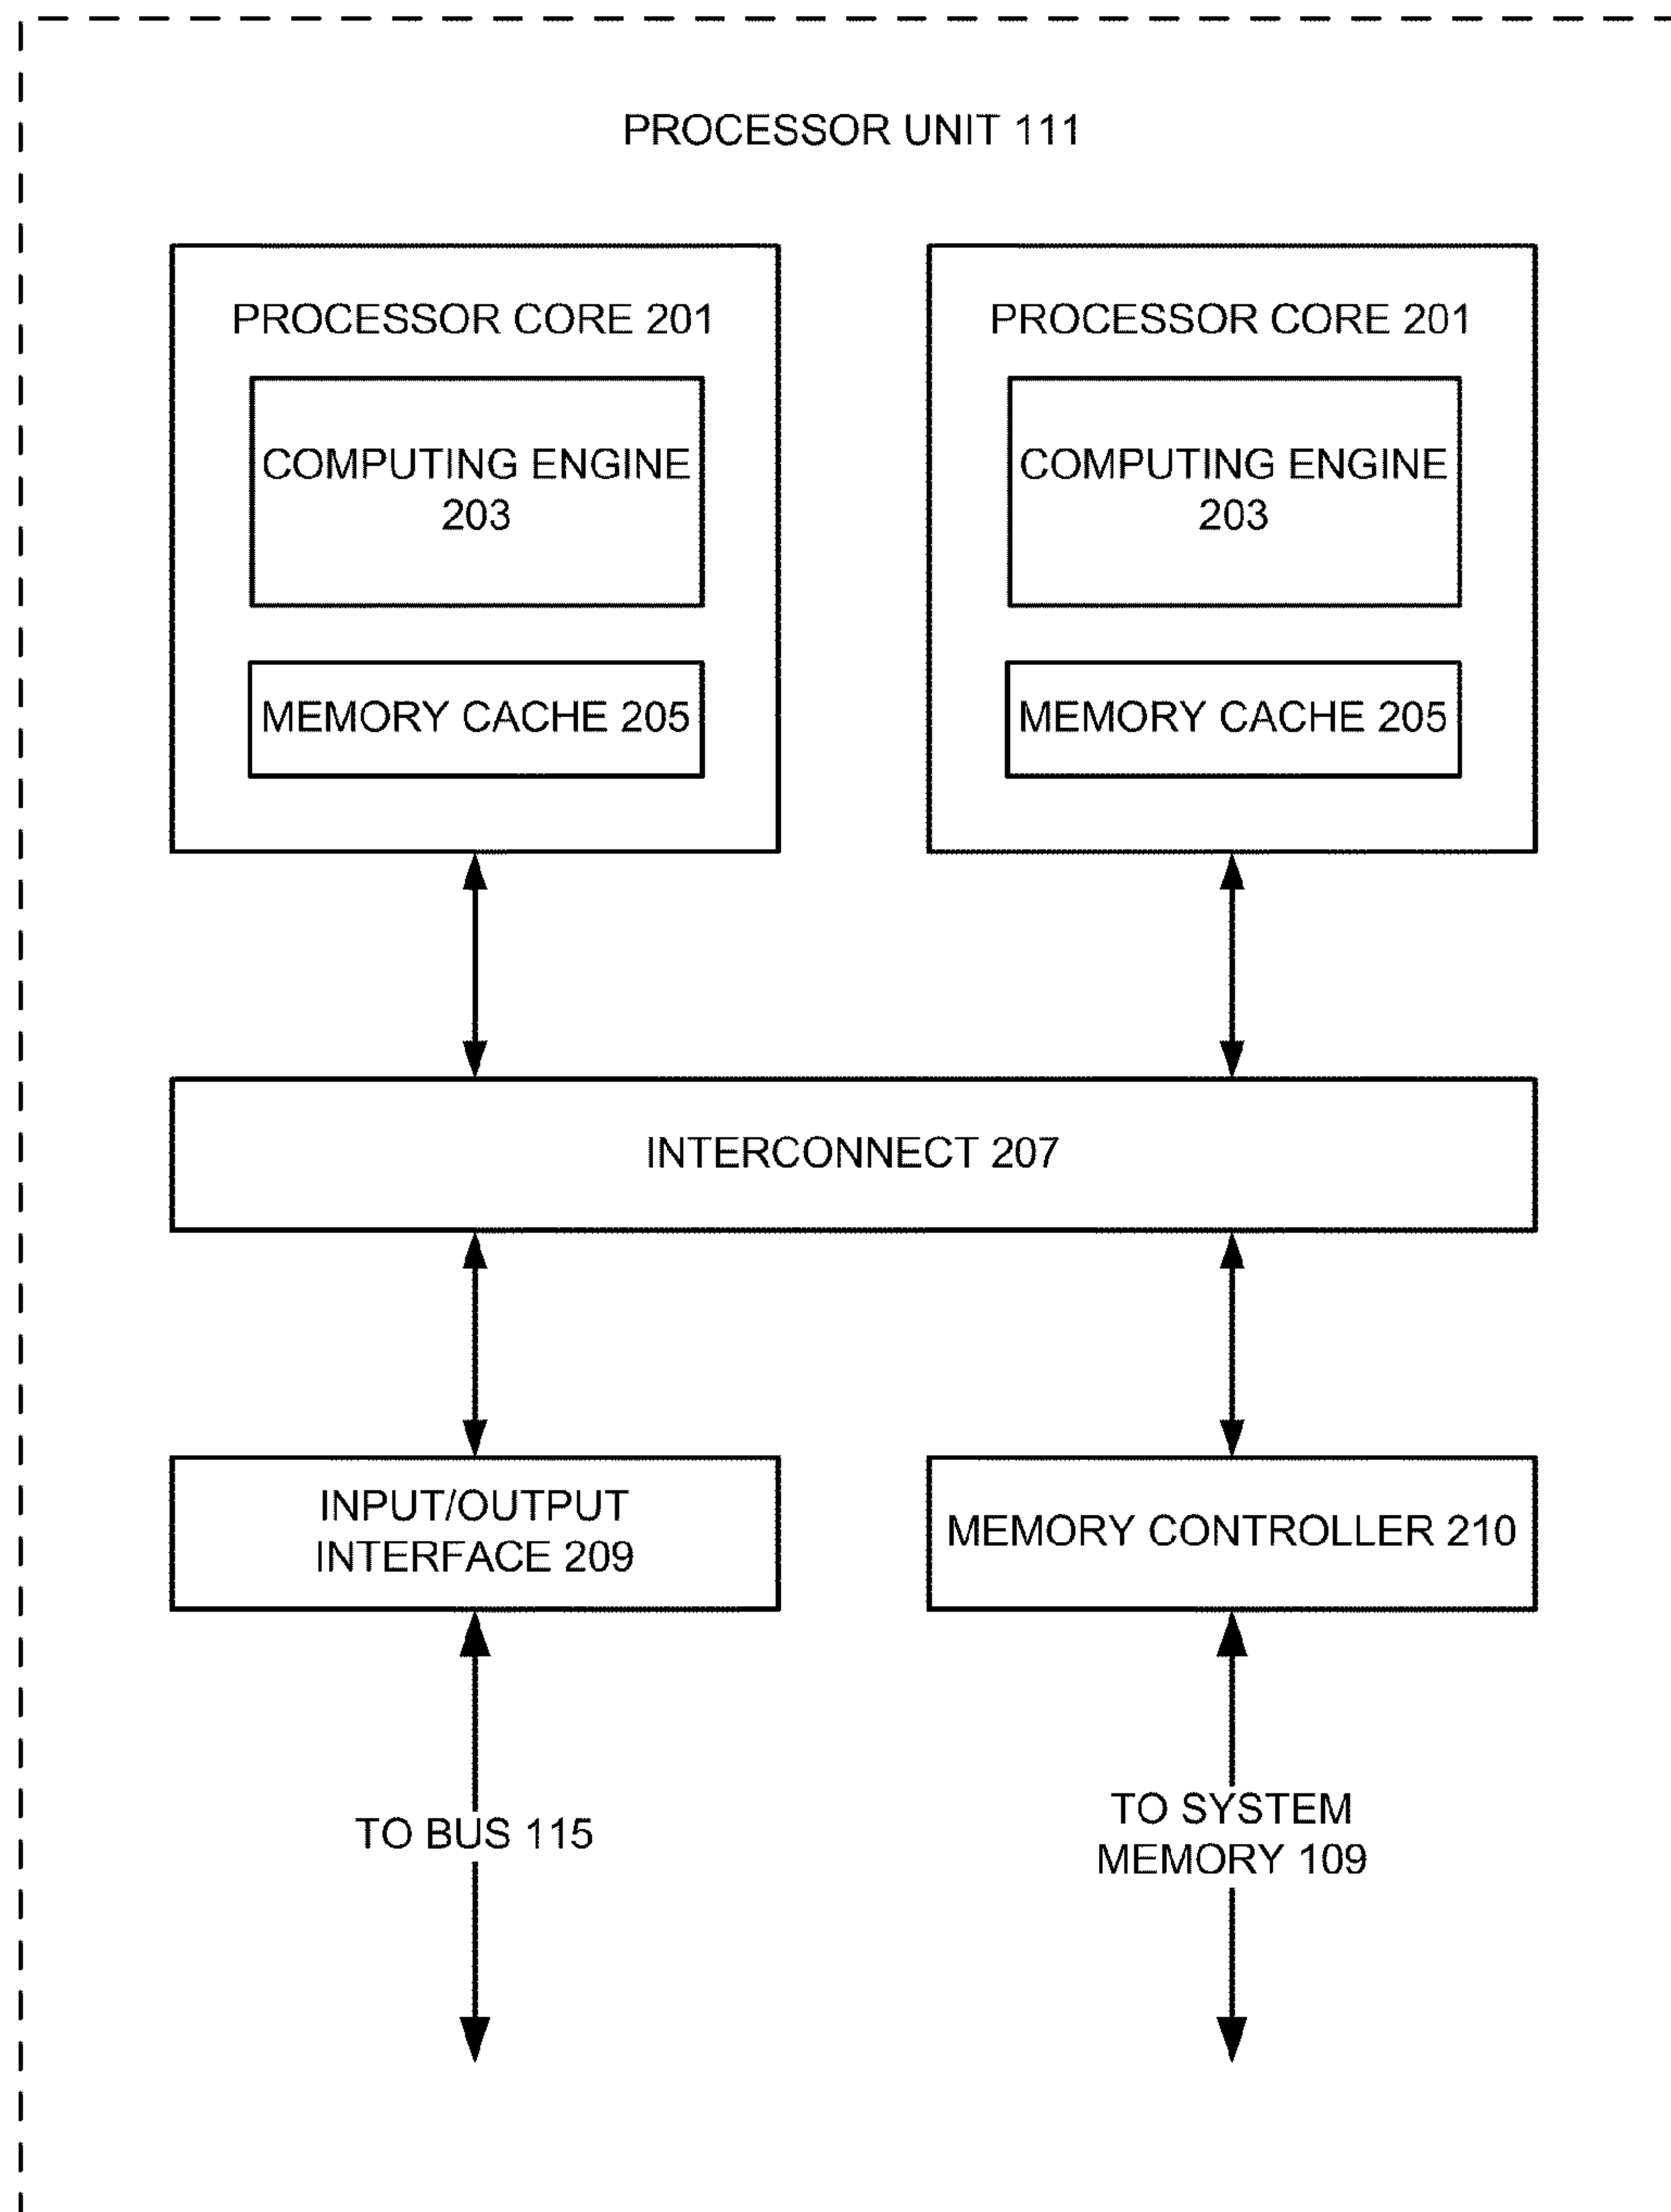 PROCESSOR UNIT 111
PROCESSOR CORE 201
COMPUTING ENGINE
203
MEMORY CACHE 205
PROCESSOR CORE 201
COMPUTING ENGINE
203
MEMORY CACHE 205
INTERCONNECT 207
INPUT/OUTPUT
INTERFACE 209
MEMORY CONTROLLER 210
TO BUS 115
TO SYSTEM
MEMORY 109